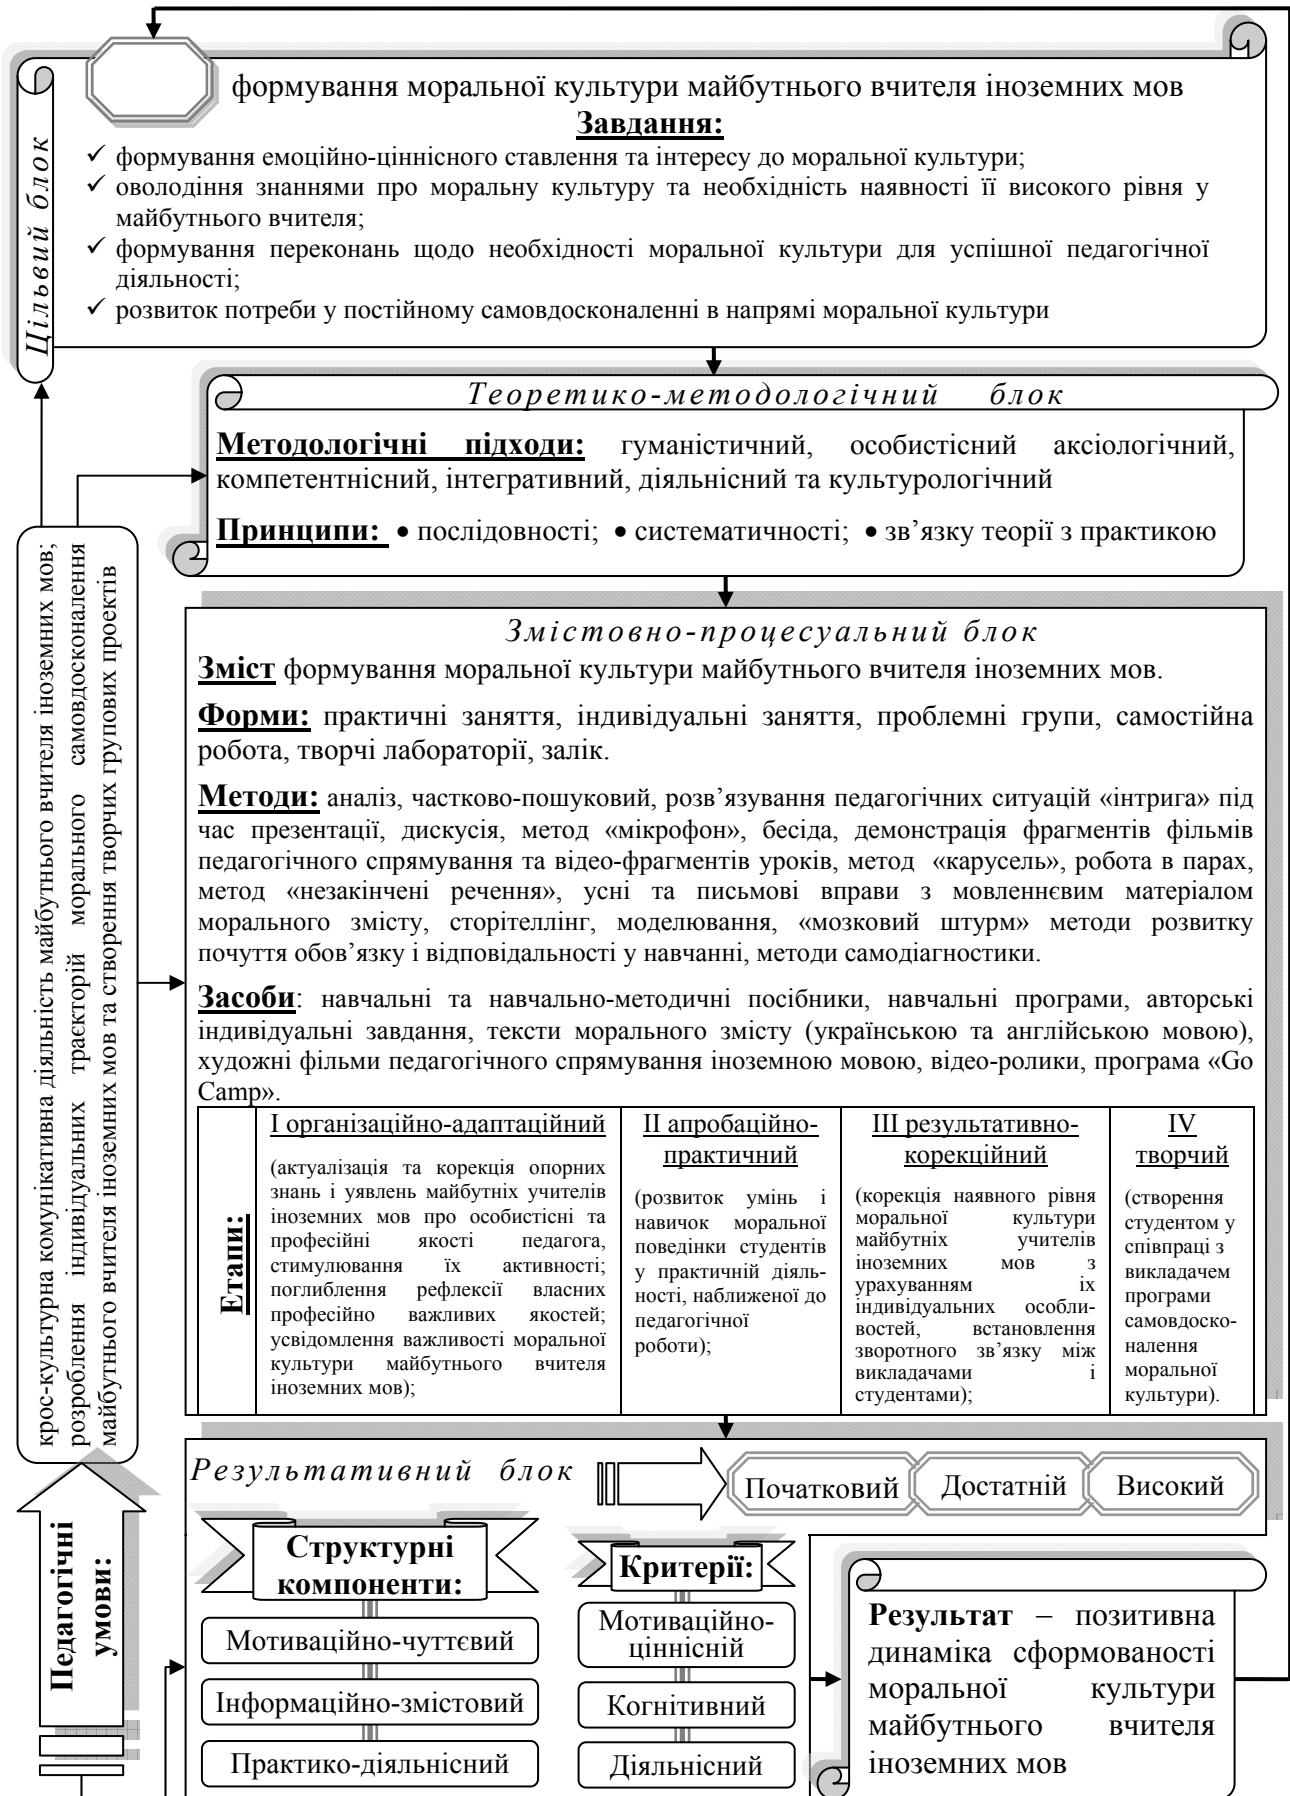 формування моральної культури майбутнього вчителя іноземних мов
Завдання:
✓ формування емоційно-ціннісного ставлення та інтересу до моральної культури;
✓ оволодіння знаннями про моральну культуру та необхідність наявності її високого рівня у
майбутнього вчителя;
✓ формування переконань щодо необхідності моральної культури для успішної педагогічної
діяльності;
✓ розвиток потреби у постійному самовдосконаленні в напрямі моральної культури
Цільвий блок
Теоретико-методологічний блок
Методологічні підходи: гуманістичний, особистісний аксіологічний,
компетентнісний, інтегративний, діяльнісний та культурологічний
Принципи: • послідовності; • систематичності; • зв’язку теорії з практикою
крос-культурна комунікативна діяльність майбутнього вчителя іноземних мов;
розроблення індивідуальних траєкторій морального самовдосконалення
майбутнього вчителя іноземних мов та створення творчих групових проектів
Змістовно-процесуальний блок
Зміст формування моральної культури майбутнього вчителя іноземних мов.
Форми: практичні заняття, індивідуальні заняття, проблемні групи, самостійна
робота, творчі лабораторії, залік.
Методи: аналіз, частково-пошуковий, розв’язування педагогічних ситуацій «інтрига» під
час презентації, дискусія, метод «мікрофон», бесіда, демонстрація фрагментів фільмів
педагогічного спрямування та відео-фрагментів уроків, метод «карусель», робота в парах,
метод «незакінчені речення», усні та письмові вправи з мовленнєвим матеріалом
морального змісту, сторітеллінг, моделювання, «мозковий штурм» методи розвитку
почуття обов’язку і відповідальності у навчанні, методи самодіагностики.
Засоби: навчальні та навчально-методичні посібники, навчальні програми, авторські
індивідуальні завдання, тексти морального змісту (українською та англійською мовою),
художні фільми педагогічного спрямування іноземною мовою, відео-ролики, програма «Go
Camp».
Етапи:
І організаційно-адаптаційний
(актуалізація та корекція опорних
знань і уявлень майбутніх учителів
іноземних мов про особистісні та
професійні якості педагога,
стимулювання їх активності;
поглиблення рефлексії власних
професійно важливих якостей;
усвідомлення важливості моральної
культури майбутнього вчителя
іноземних мов);
ІІ апробаційно-
практичний
(розвиток умінь і
навичок моральної
поведінки студентів
у практичній діяль-
ності, наближеної до
педагогічної
роботи);
ІІІ результативно-
корекційний
(корекція наявного рівня
моральної культури
майбутніх учителів
іноземних мов з
урахуванням їх
індивідуальних особли-
востей, встановлення
зворотного зв’язку між
викладачами і
студентами);
IV
творчий
(створення
студентом у
співпраці з
викладачем
програми
самовдоско-
налення
моральної
культури).
Педагогічні
умови:
Результативний блок
Початковий
Достатній
Високий
Структурні
компоненти:
Мотиваційно-чуттєвий
Інформаційно-змістовий
Практико-діяльнісний
Критерії:
Мотиваційно-
ціннісній
Когнітивний
Діяльнісний
Результат – позитивна
динаміка сформованості
моральної культури
майбутнього вчителя
іноземних мов